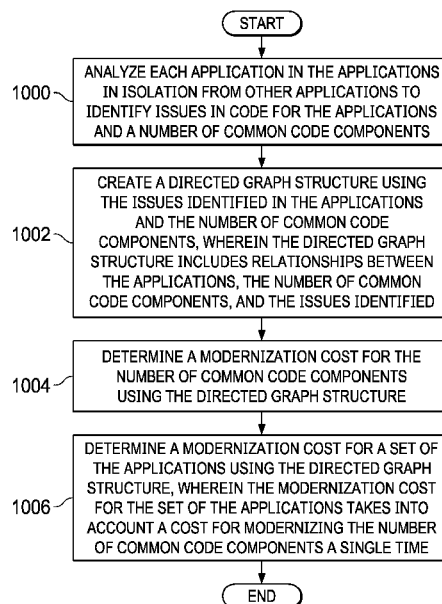 START
1000
ANALYZE EACH APPLICATION IN THE APPLICATIONS
IN ISOLATION FROM OTHER APPLICATIONS TO
IDENTIFY ISSUES IN CODE FOR THE APPLICATIONS
AND A NUMBER OF COMMON CODE COMPONENTS
1002
CREATE A DIRECTED GRAPH STRUCTURE USING
THE ISSUES IDENTIFIED IN THE APPLICATIONS
AND THE NUMBER OF COMMON CODE
COMPONENTS, WHEREIN THE DIRECTED GRAPH
STRUCTURE INCLUDES RELATIONSHIPS BETWEEN
THE APPLICATIONS, THE NUMBER OF COMMON
CODE COMPONENTS, AND THE ISSUES IDENTIFIED
1004
DETERMINE A MODERNIZATION COST FOR THE
NUMBER OF COMMON CODE COMPONENTS
USING THE DIRECTED GRAPH STRUCTURE
1006
DETERMINE A MODERNIZATION COST FOR A SET OF
THE APPLICATIONS USING THE DIRECTED GRAPH
STRUCTURE, WHEREIN THE MODERNIZATION COST
FOR THE SET OF THE APPLICATIONS TAKES INTO
ACCOUNT A COST FOR MODERNIZING THE NUMBER
OF COMMON CODE COMPONENTS A SINGLE TIME
END